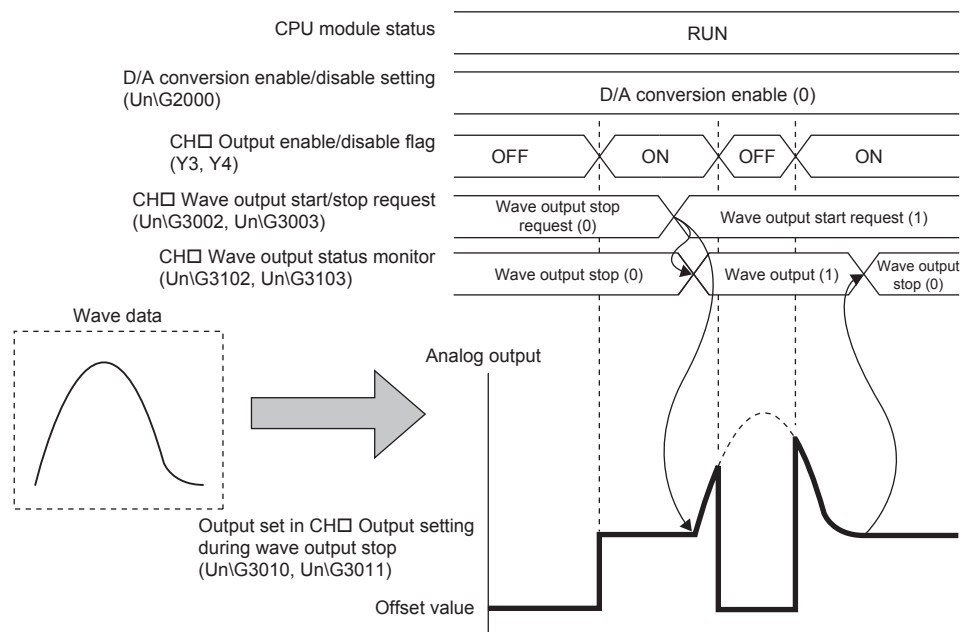 CPU module status
RUN
D/A conversion enable/disable setting
(Un\G2000)
D/A conversion enable (0)
CH□ Output enable/disable flag
(Y3, Y4)
OFF
ON
OFF
ON
CH□ Wave output start/stop request
(Un\G3002, Un\G3003)
Wave output stop
request (0)
Wave output start request (1)
CH□ Wave output status monitor
(Un\G3102, Un\G3103)
Wave output stop (0)
Wave output (1)
Wave output
stop (0)
Wave data
Analog output
Output set in CH□ Output setting
during wave output stop
(Un\G3010, Un\G3011)
Offset value